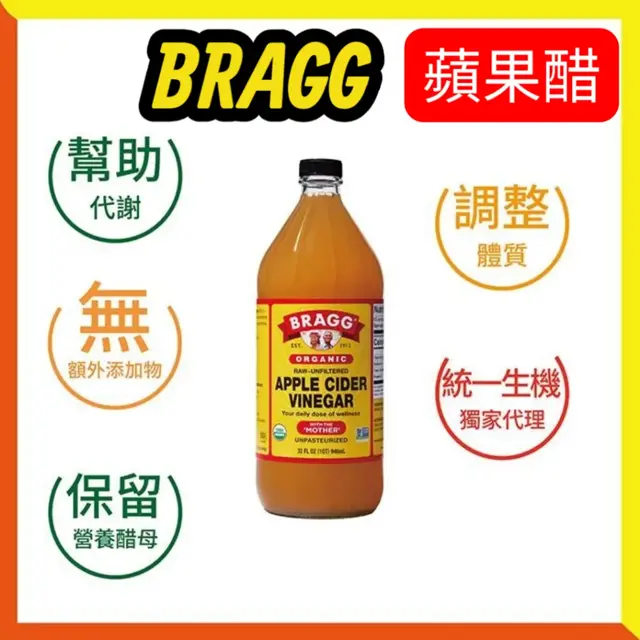 BRAGG
蘋果醋
幫助
代謝
無
額外添加物
保留
營養醋母
調整
體質
統一生機
獨家代理
BRAGG
EST. 1912
ORGANIC
RAW-UNFILTERED
APPLE CIDER
VINEGAR
Your daily dose of wellness
WITH THE
"MOTHER"
UNPASTEURIZED
32 FL OZ (1QT) 946mL